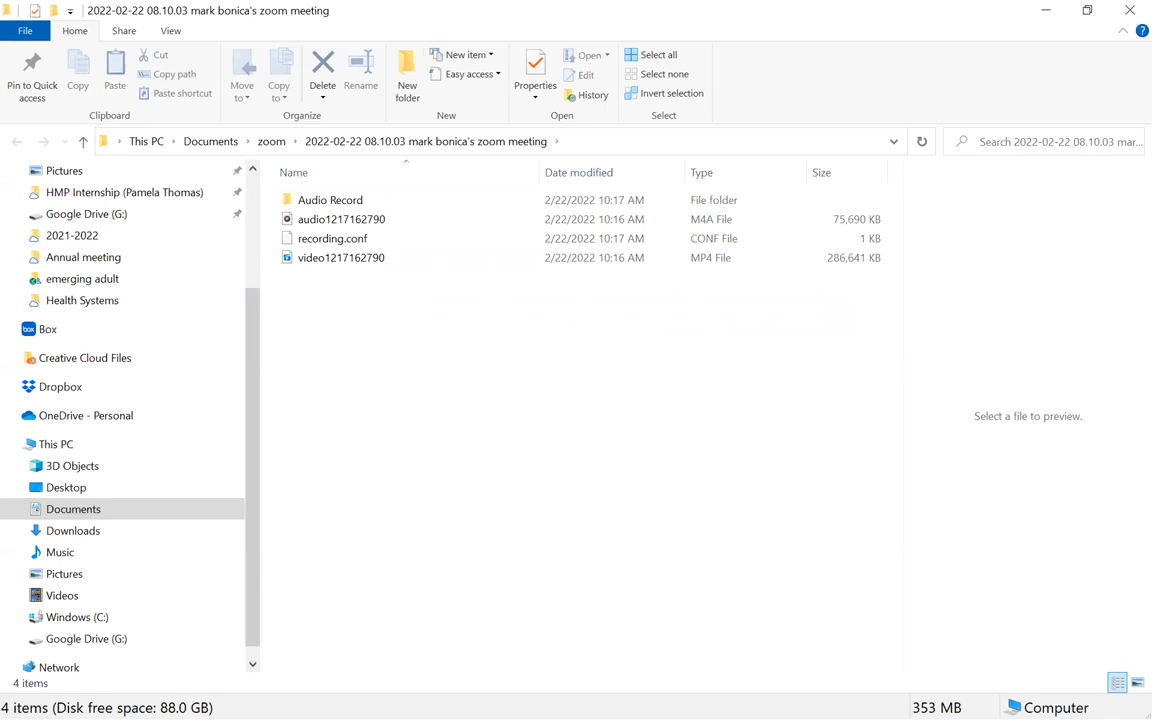 2022-02-22 08.10.03 mark bonica's zoom meeting
File Home Share View
Pin to Quick access
Copy
Paste
Cut
Copy path
Paste shortcut
Clipboard
Move to
Copy to
Delete
Rename
Organize
New folder
New item
Easy access
New
Properties
Open
Edit
History
Open
Select all
Select none
Invert selection
Select
This PC Documents zoom 2022-02-22 08.10.03 mark bonica's zoom meeting
Search 2022-02-22 08.10.03 mar...
Pictures
HMP Internship (Pamela Thomas)
Google Drive (G:)
2021-2022
Annual meeting
emerging adult
Health Systems
box Box
Creative Cloud Files
Dropbox
OneDrive - Personal
This PC
3D Objects
Desktop
Documents
Downloads
Music
Pictures
Videos
Windows (C:)
Google Drive (G:)
Network
Name Date modified Type Size
Audio Record 2/22/2022 10:17 AM File folder
audio1217162790 2/22/2022 10:16 AM M4A File 75,690 KB
recording.conf 2/22/2022 10:17 AM CONF File 1 KB
video1217162790 2/22/2022 10:16 AM MP4 File 286,641 KB
Select a file to preview.
4 items
4 items (Disk free space: 88.0 GB) 353 MB Computer